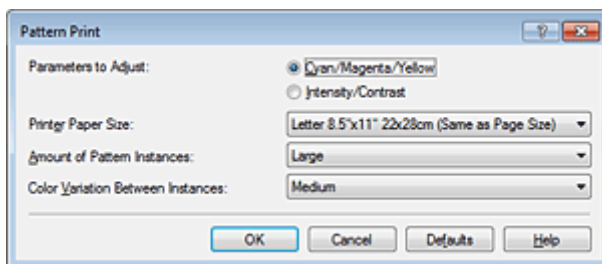 Pattern Print
Parameters to Adjust:
Cyan/Magenta/Yellow
Intensity/Contrast
Printer Paper Size:
Letter 8.5"x11" 22x28cm (Same as Page Size)
Amount of Pattern Instances:
Large
Color Variation Between Instances:
Medium
OK Cancel Defaults Help